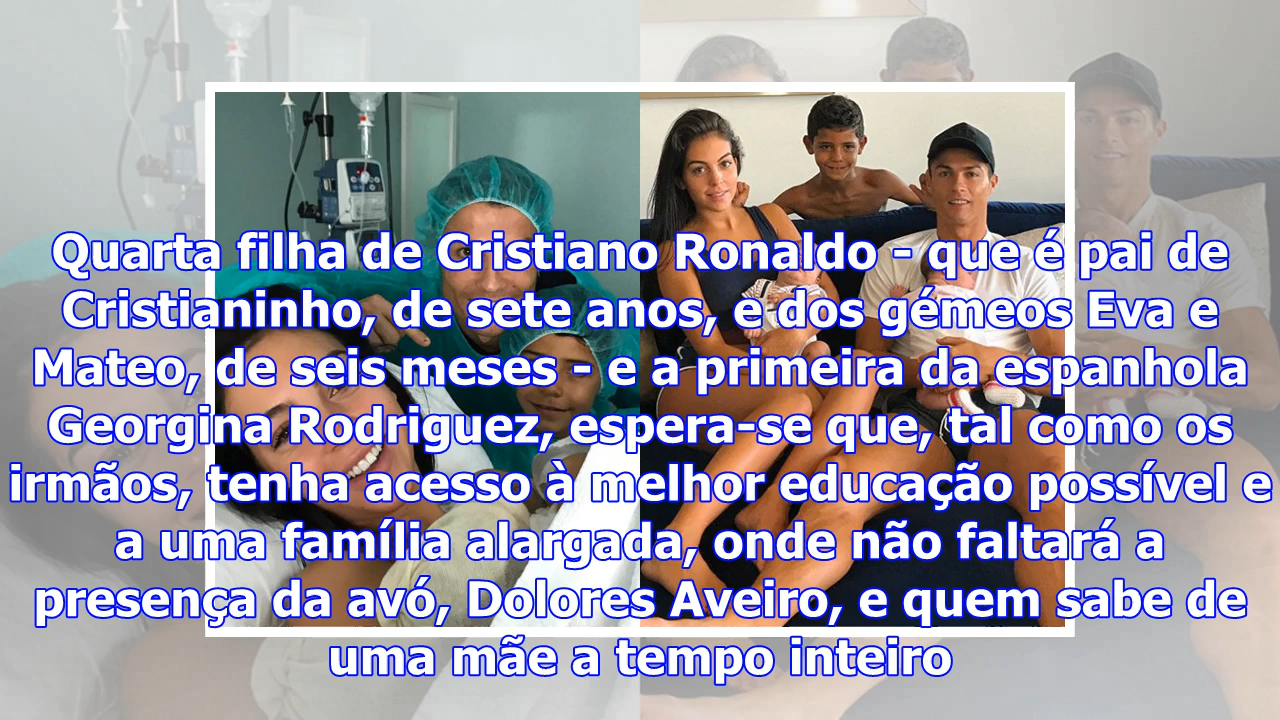 Quarta filha de Cristiano Ronaldo - que é pai de
Cristianinho, de sete anos, e dos gémeos Eva e
Mateo, de seis meses - e a primeira da espanhola
Georgina Rodriguez, espera-se que, tal como os
irmãos, tenha acesso à melhor educação possível e
a uma família alargada, onde não faltará a
presença da avó, Dolores Aveiro, e quem sabe de
uma mãe a tempo inteiro